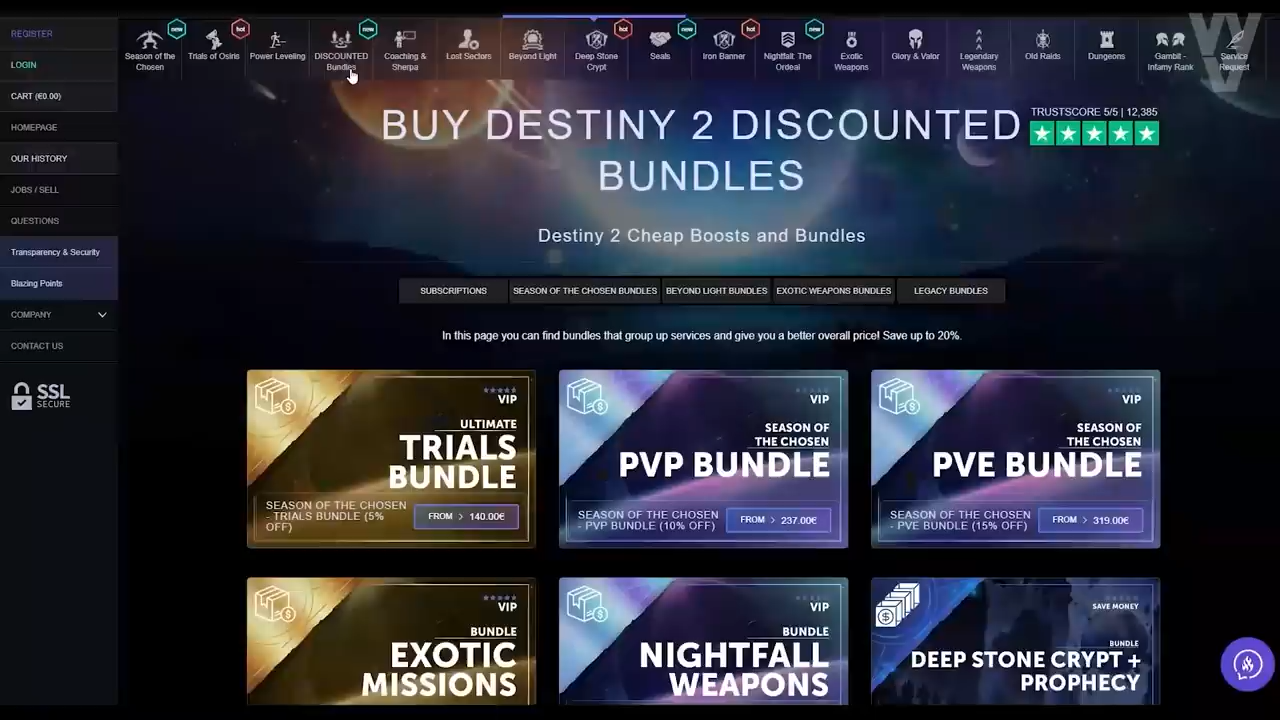 REGISTER
LOGIN
CART (€0.00)
HOMEPAGE
OUR HISTORY
JOBS / SELL
QUESTIONS
Transparency & Security
Blazing Points
COMPANY
CONTACT US
SSL
SECURE
new
hot
new
hot
new
hot
new
Season of the
Chosen
Trials of Osiris
Power Leveling
DISCOUNTED
Bundles
Coaching &
Sherpa
Lost Sectors
Beyond Light
Deep Stone
Crypt
Seals
Iron Banner
Nightfall: The
Ordeal
Exotic
Weapons
Glory & Valor
Legendary
Weapons
Old Raids
Dungeons
Gambit -
Infamy Rank
Service
Request
BUY DESTINY 2 DISCOUNTED
BUNDLES
TRUSTSCORE 5/5 | 12,385
Destiny 2 Cheap Boosts and Bundles
SUBSCRIPTIONS
SEASON OF THE CHOSEN BUNDLES
BEYOND LIGHT BUNDLES
EXOTIC WEAPONS BUNDLES
LEGACY BUNDLES
In this page you can find bundles that group up services and give you a better overall price! Save up to 20%.
VIP
ULTIMATE
TRIALS
BUNDLE
SEASON OF THE CHOSEN
- TRIALS BUNDLE (5%
OFF)
FROM > 140.00€
VIP
SEASON OF
THE CHOSEN
PVP BUNDLE
SEASON OF THE CHOSEN
- PVP BUNDLE (10% OFF)
FROM > 237.00€
VIP
SEASON OF
THE CHOSEN
PVE BUNDLE
SEASON OF THE CHOSEN
- PVE BUNDLE (15% OFF)
FROM > 319.00€
VIP
BUNDLE
EXOTIC
MISSIONS
VIP
BUNDLE
NIGHTFALL
WEAPONS
SAVE MONEY
BUNDLE
DEEP STONE CRYPT +
PROPHECY